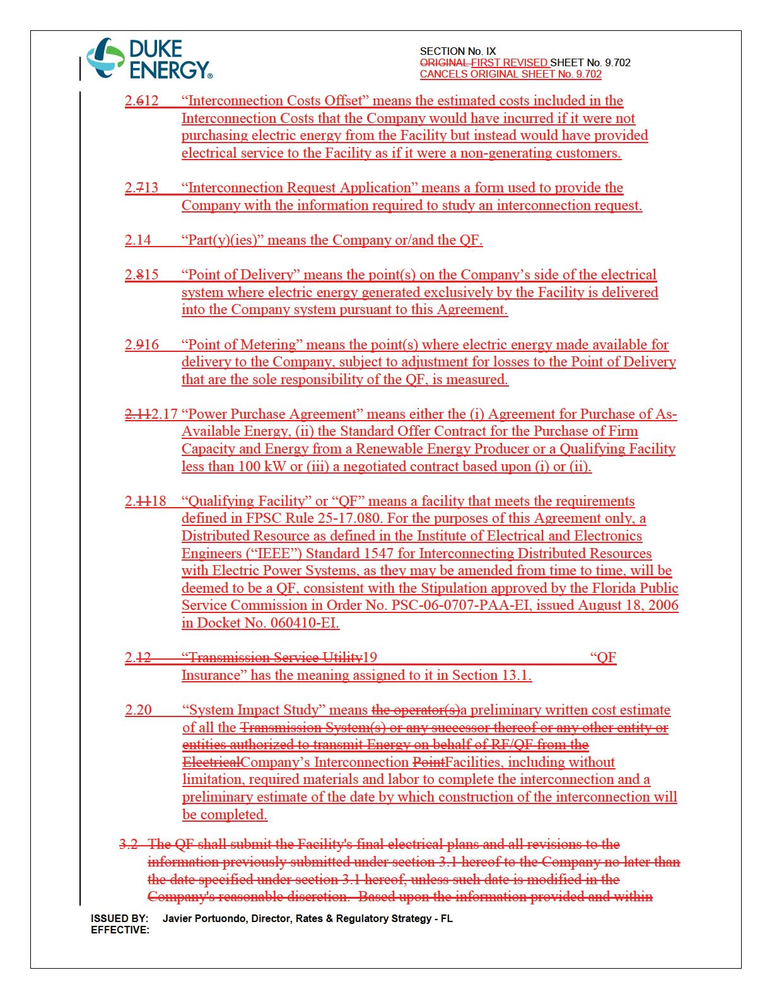 DUKE
ENERGY®
SECTION No. IX
ORIGINAL FIRST REVISED SHEET No. 9.702
CANCELS ORIGINAL SHEET No. 9.702
2.612 “Interconnection Costs Offset” means the estimated costs included in the
Interconnection Costs that the Company would have incurred if it were not
purchasing electric energy from the Facility but instead would have provided
electrical service to the Facility as if it were a non-generating customers.
2.713 “Interconnection Request Application” means a form used to provide the
Company with the information required to study an interconnection request.
2.14 “Part(y)(ies)” means the Company or/and the QF.
2.815 “Point of Delivery” means the point(s) on the Company’s side of the electrical
system where electric energy generated exclusively by the Facility is delivered
into the Company system pursuant to this Agreement.
2.916 “Point of Metering” means the point(s) where electric energy made available for
delivery to the Company, subject to adjustment for losses to the Point of Delivery
that are the sole responsibility of the QF, is measured.
2.112.17 “Power Purchase Agreement” means either the (i) Agreement for Purchase of As-
Available Energy, (ii) the Standard Offer Contract for the Purchase of Firm
Capacity and Energy from a Renewable Energy Producer or a Qualifying Facility
less than 100 kW or (iii) a negotiated contract based upon (i) or (ii).
2.1118 “Qualifying Facility” or “QF” means a facility that meets the requirements
defined in FPSC Rule 25-17.080. For the purposes of this Agreement only, a
Distributed Resource as defined in the Institute of Electrical and Electronics
Engineers (“IEEE”) Standard 1547 for Interconnecting Distributed Resources
with Electric Power Systems, as they may be amended from time to time, will be
deemed to be a QF, consistent with the Stipulation approved by the Florida Public
Service Commission in Order No. PSC-06-0707-PAA-EI, issued August 18, 2006
in Docket No. 060410-EI.
2.12 “Transmission Service Utility19 “QF
Insurance” has the meaning assigned to it in Section 13.1.
2.20 “System Impact Study” means the operator(s)a preliminary written cost estimate
of all the Transmission System(s) or any successor thereof or any other entity or
entities authorized to transmit Energy on behalf of RF/QF from the
ElectricalCompany’s Interconnection PointFacilities, including without
limitation, required materials and labor to complete the interconnection and a
preliminary estimate of the date by which construction of the interconnection will
be completed.
3.2 The QF shall submit the Facility's final electrical plans and all revisions to the
information previously submitted under section 3.1 hereof to the Company no later than
the date specified under section 3.1 hereof, unless such date is modified in the
Company's reasonable discretion. Based upon the information provided and within
ISSUED BY: Javier Portuondo, Director, Rates & Regulatory Strategy - FL
EFFECTIVE: